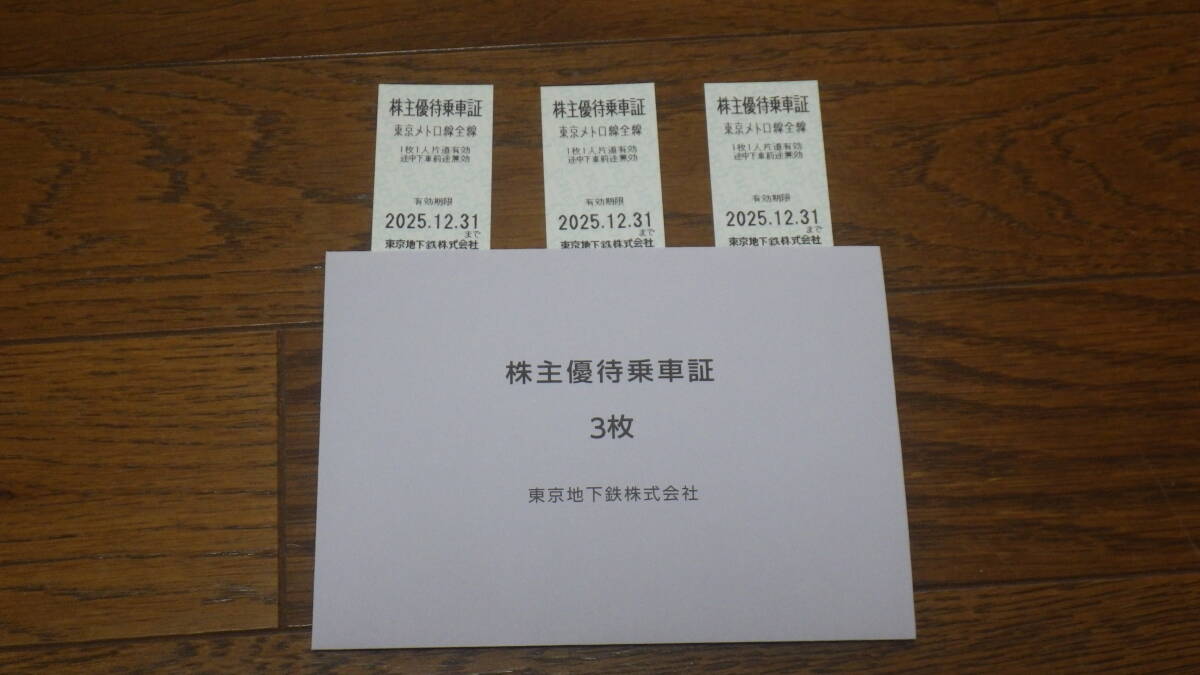 株主優待乗車証
東京メトロ線全線
1枚1人片道有効
途中下車前途無効
有効期限
2025.12.31
まで
東京地下鉄株式会社
株主優待乗車証
東京メトロ線全線
1枚1人片道有効
途中下車前途無効
有効期限
2025.12.31
まで
東京地下鉄株式会社
株主優待乗車証
東京メトロ線全線
1枚1人片道有効
途中下車前途無効
有効期限
2025.12.31
まで
東京地下鉄株式会社
株主優待乗車証
3枚
東京地下鉄株式会社